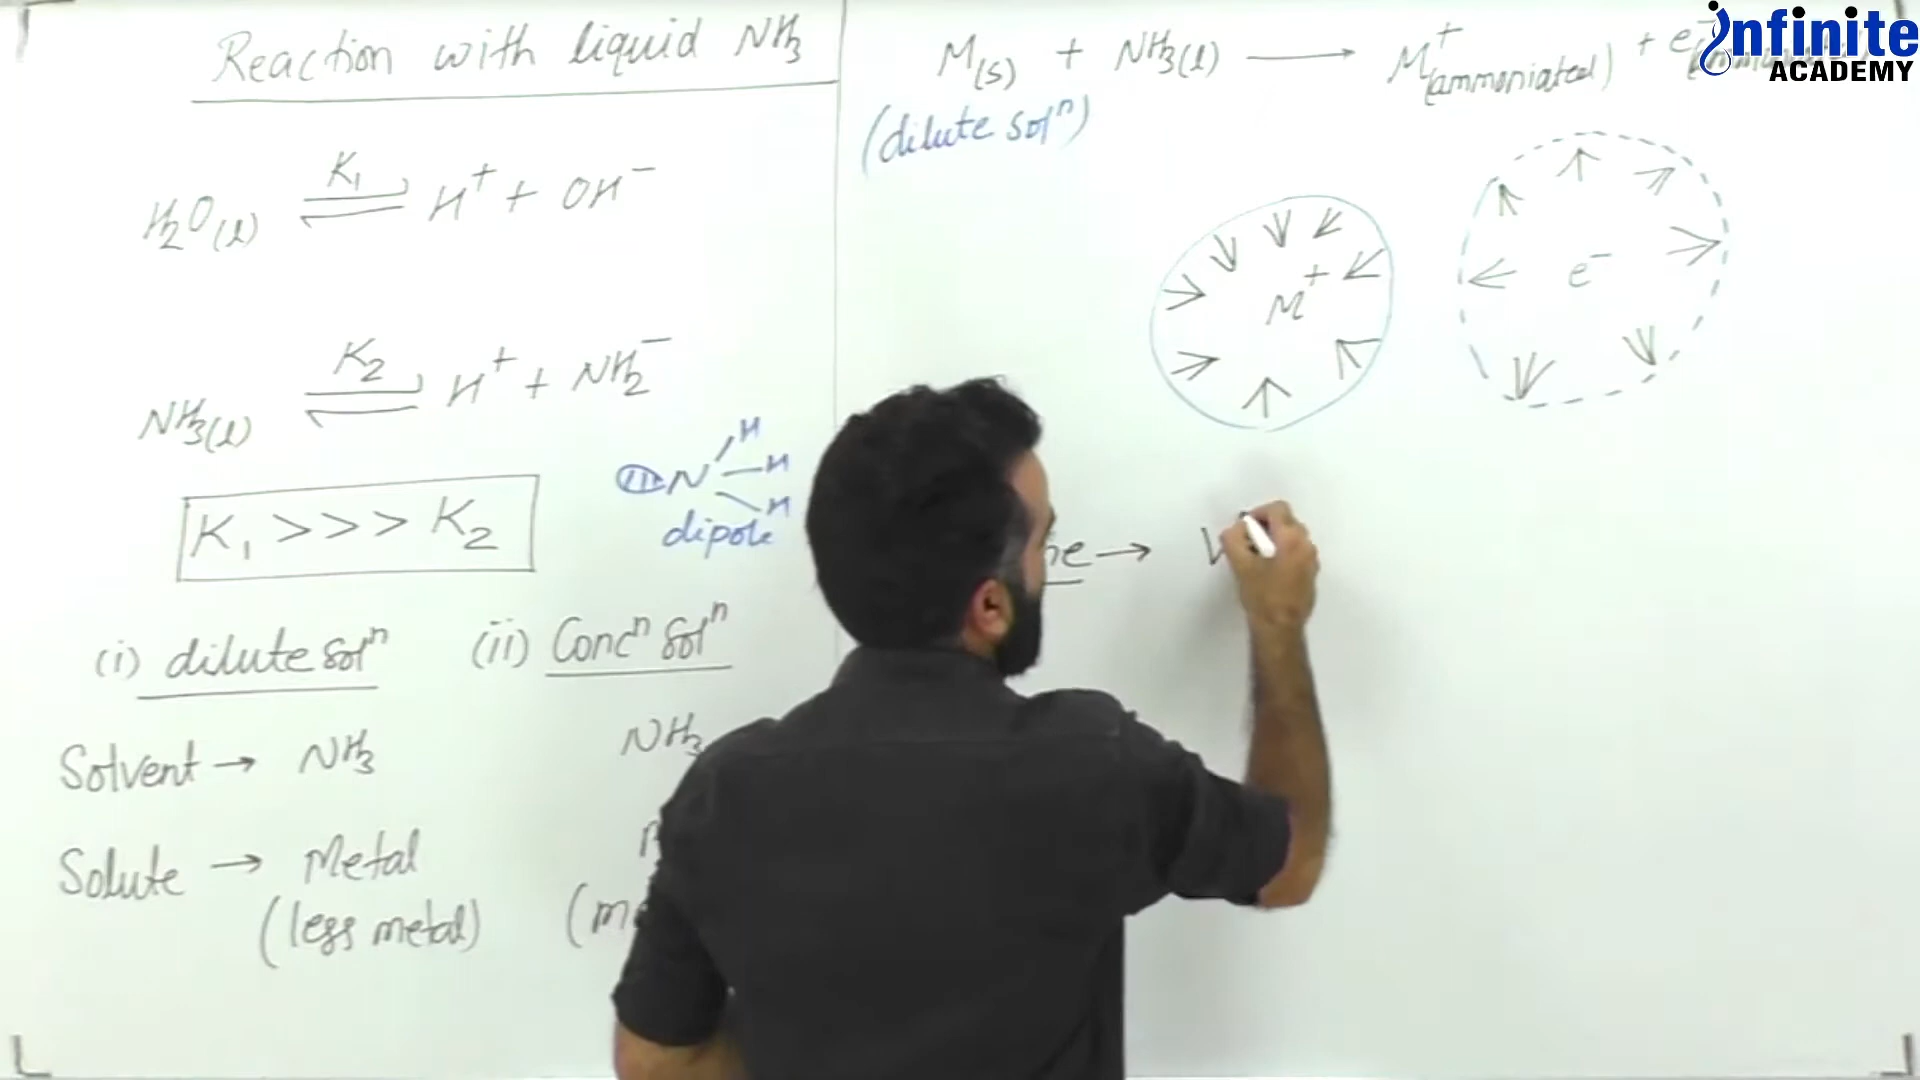 Reaction with liquid NH₃
H₂O(l) ⇌ H⁺ + OH⁻
K₁
NH₃(l) ⇌ H⁺ + NH₂⁻
K₂
K₁ >>> K₂
N H H H
dipole
(i) dilute solⁿ
(ii) Concⁿ Solⁿ
Solvent → NH₃
NH₃
Solute → Metal
(less metal)
M(s) + NH₃(l) ⟶ M⁺(ammoniated) + e⁻
(dilute solⁿ)
M⁺
e⁻
→
infinite
ACADEMY